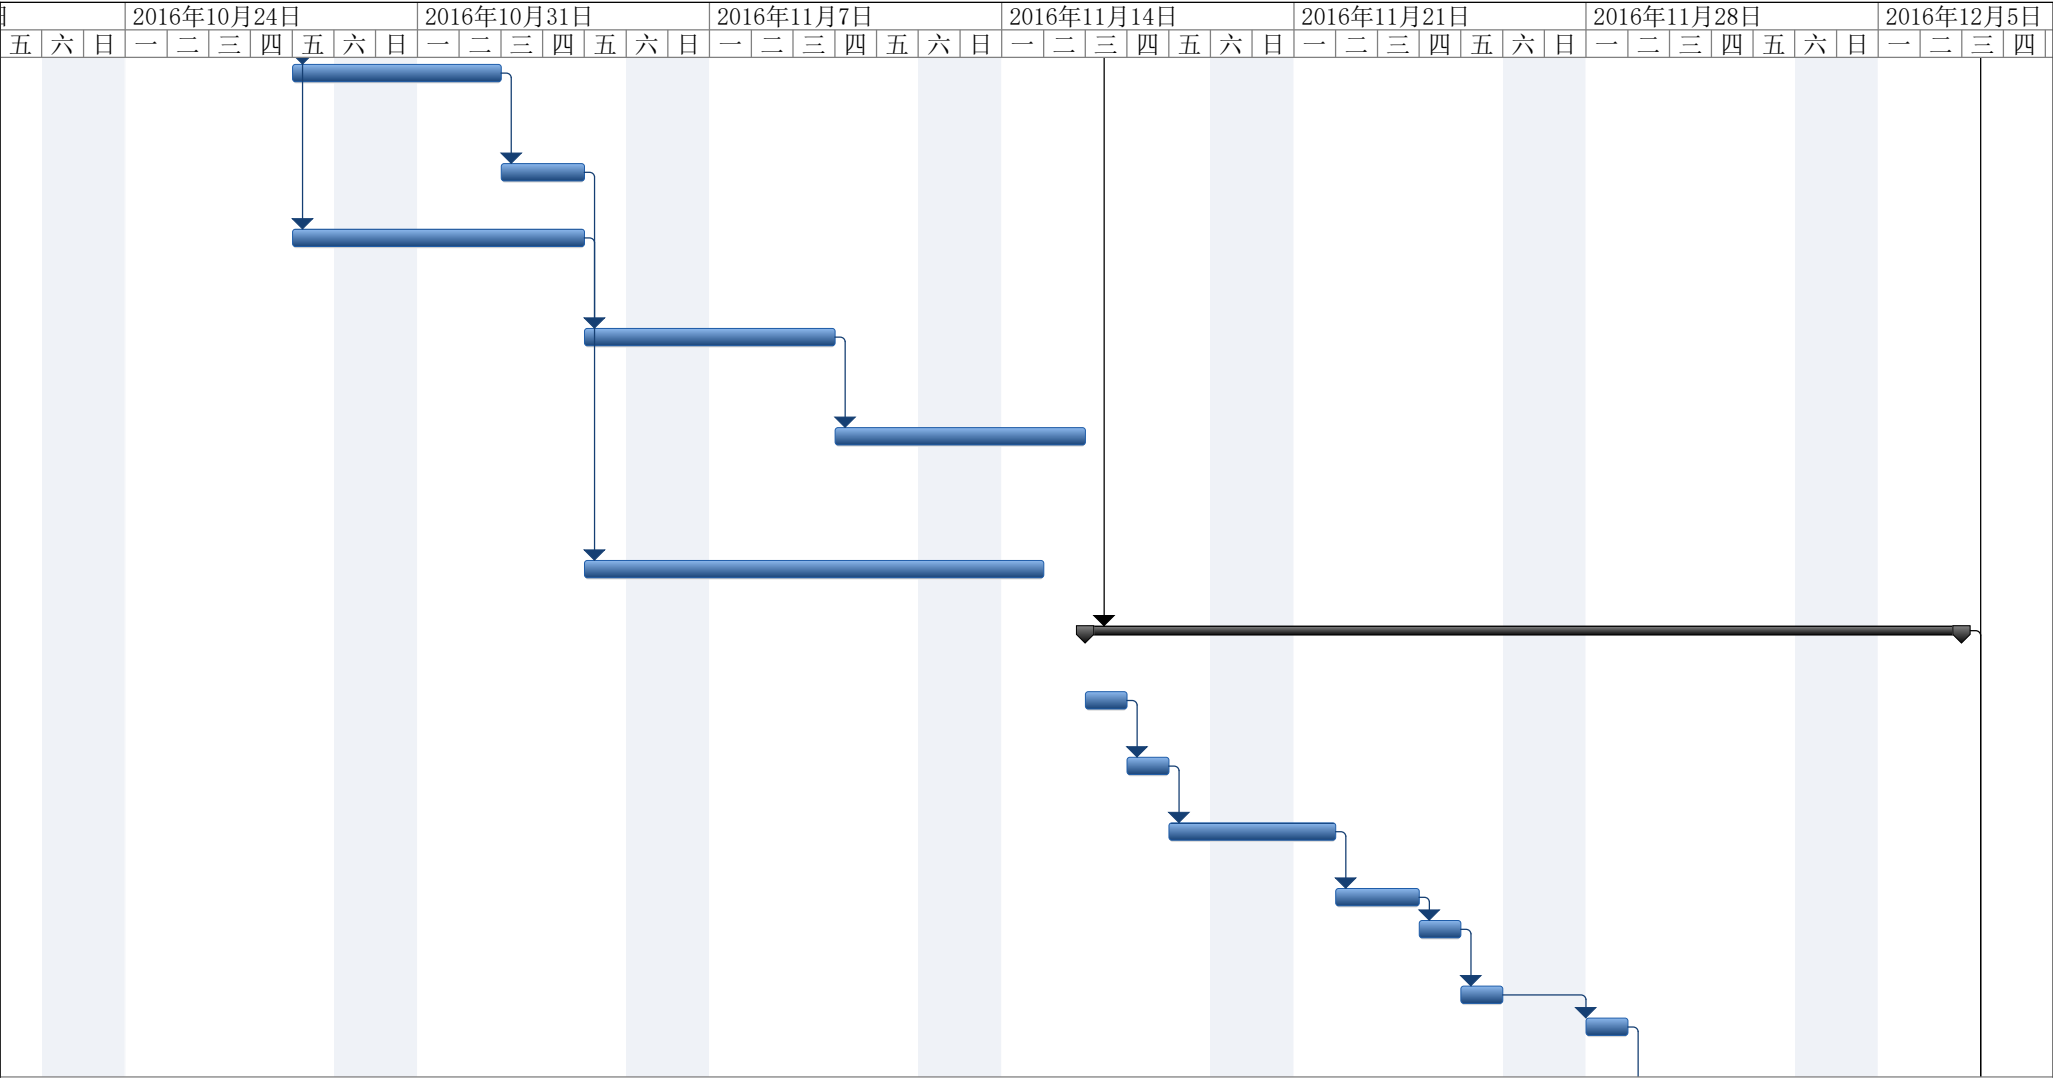 日 2016年10月24日 2016年10月31日 2016年11月7日 2016年11月14日 2016年11月21日 2016年11月28日 2016年12月5日
五 六 日 一 二 三 四 五 六 日 一 二 三 四 五 六 日 一 二 三 四 五 六 日 一 二 三 四 五 六 日 一 二 三 四 五 六 日 一 二 三 四 五 六 日 一 二 三 四